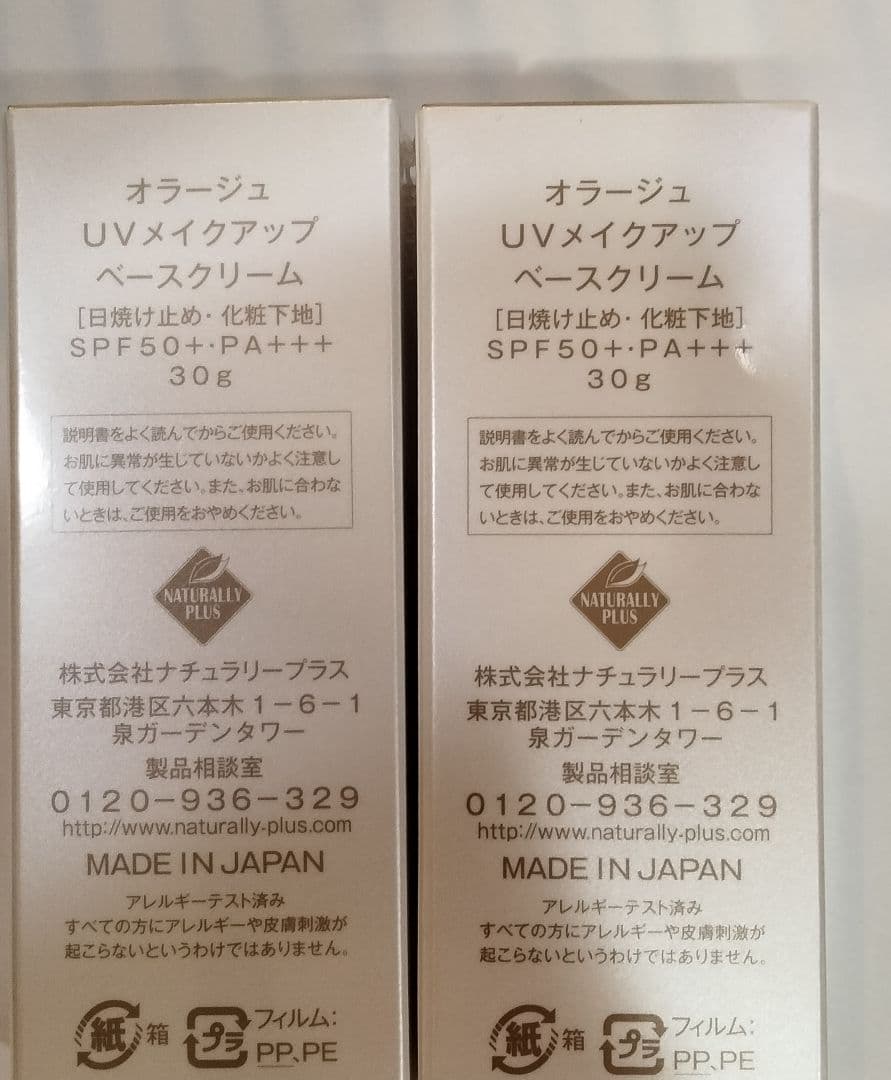 オラージュ
UVメイクアップ
ベースクリーム
[日焼け止め・化粧下地]
SPF50+・PA+++
30g
説明書をよく読んでからご使用ください。
お肌に異常が生じていないかよく注意し
て使用してください。また、お肌に合わな
いときは、ご使用をおやめください。
NATURALLY
PLUS
株式会社ナチュラリープラス
東京都港区六本木1-6-1
泉ガーデンタワー
製品相談室
0120-936-329
http://www.naturally-plus.com
MADE IN JAPAN
アレルギーテスト済み
すべての方にアレルギーや皮膚刺激が
起こらないというわけではありません。
紙 箱 プラ フィルム:
PP、PE
オラージュ
UVメイクアップ
ベースクリーム
[日焼け止め・化粧下地]
SPF50+・PA+++
30g
説明書をよく読んでからご使用ください。
お肌に異常が生じていないかよく注意し
て使用してください。また、お肌に合わな
いときは、ご使用をおやめください。
NATURALLY
PLUS
株式会社ナチュラリープラス
東京都港区六本木1-6-1
泉ガーデンタワー
製品相談室
0120-936-329
http://www.naturally-plus.com
MADE IN JAPAN
アレルギーテスト済み
すべての方にアレルギーや皮膚刺激が
起こらないというわけではありません。
紙 箱 プラ フィルム:
PP、PE